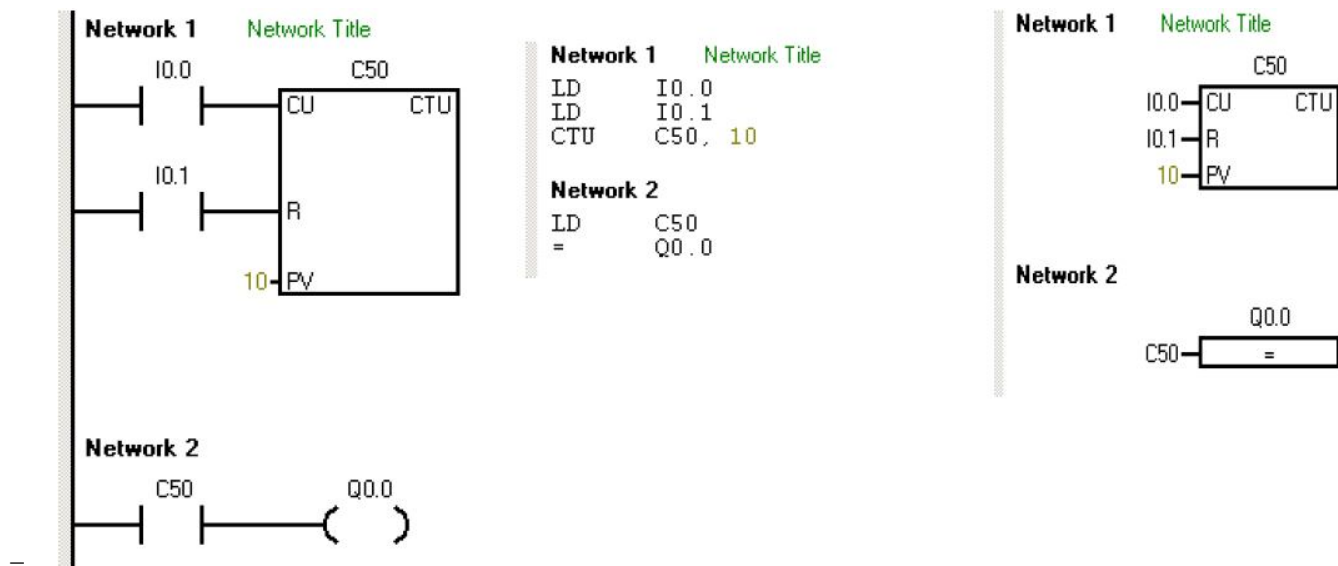 Network 1 Network Title
I0.0 C50
CU CTU
I0.1
R
10 PV
Network 2
C50 Q0.0
Network 1 Network Title
LD I0.0
LD I0.1
CTU C50, 10
Network 2
LD C50
= Q0.0
Network 1 Network Title
C50
I0.0 CU CTU
I0.1 R
10 PV
Network 2
Q0.0
C50 =